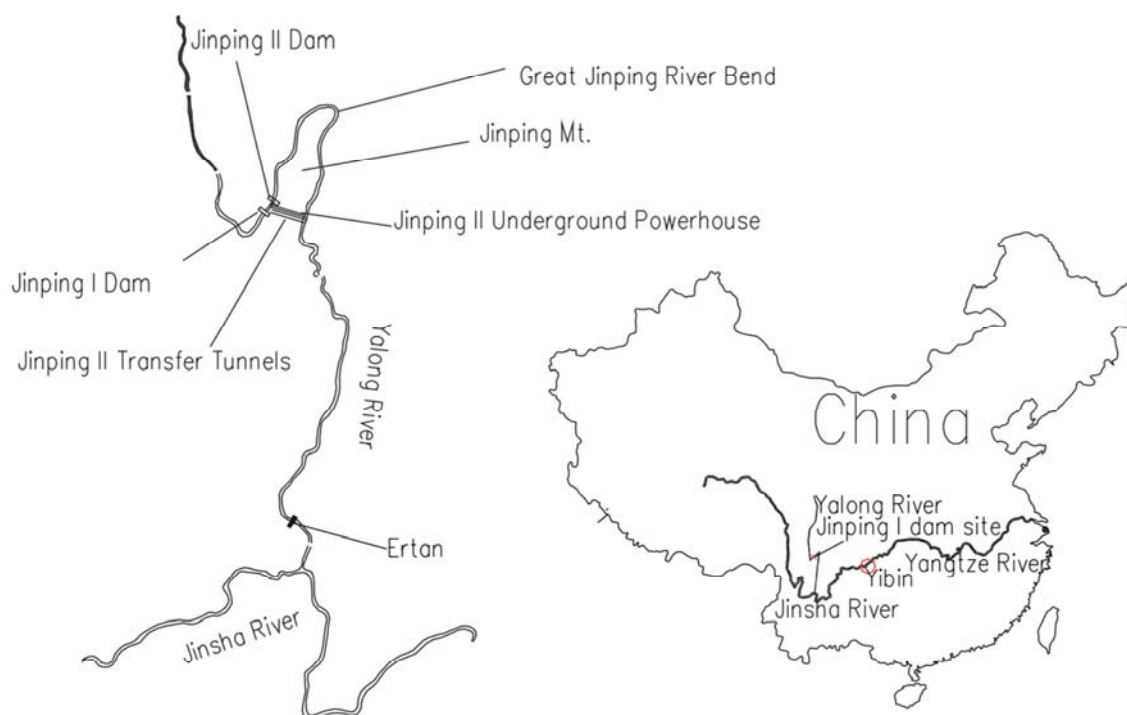 Jinping II Dam
Great Jinping River Bend
Jinping Mt.
Jinping II Underground Powerhouse
Jinping I Dam
Jinping II Transfer Tunnels
Yalong River
Ertan
Jinsha River
China
Yalong River
Jinping I dam site
Yangtze River
Yibin
Jinsha River